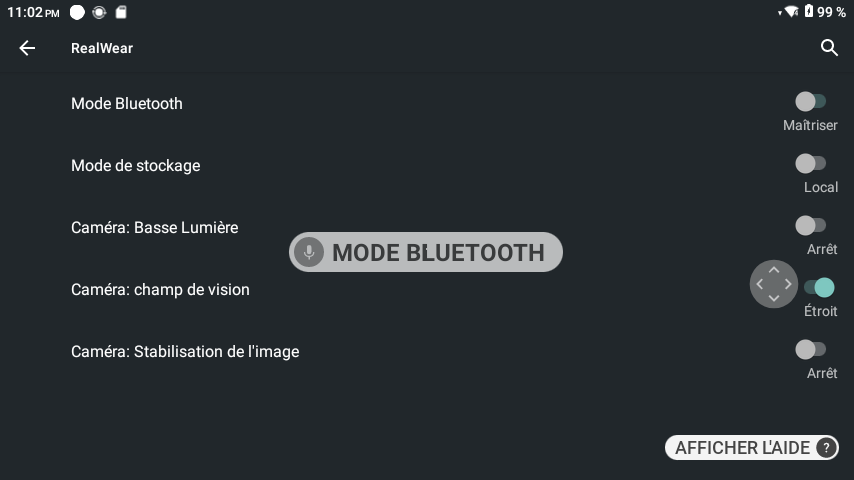 11:02 PM 99 %
RealWear
Mode Bluetooth
Maîtriser
Mode de stockage
Local
Caméra: Basse Lumière
Arrêt
MODE BLUETOOTH
Caméra: champ de vision
Étroit
Caméra: Stabilisation de l'image
Arrêt
AFFICHER L'AIDE ?